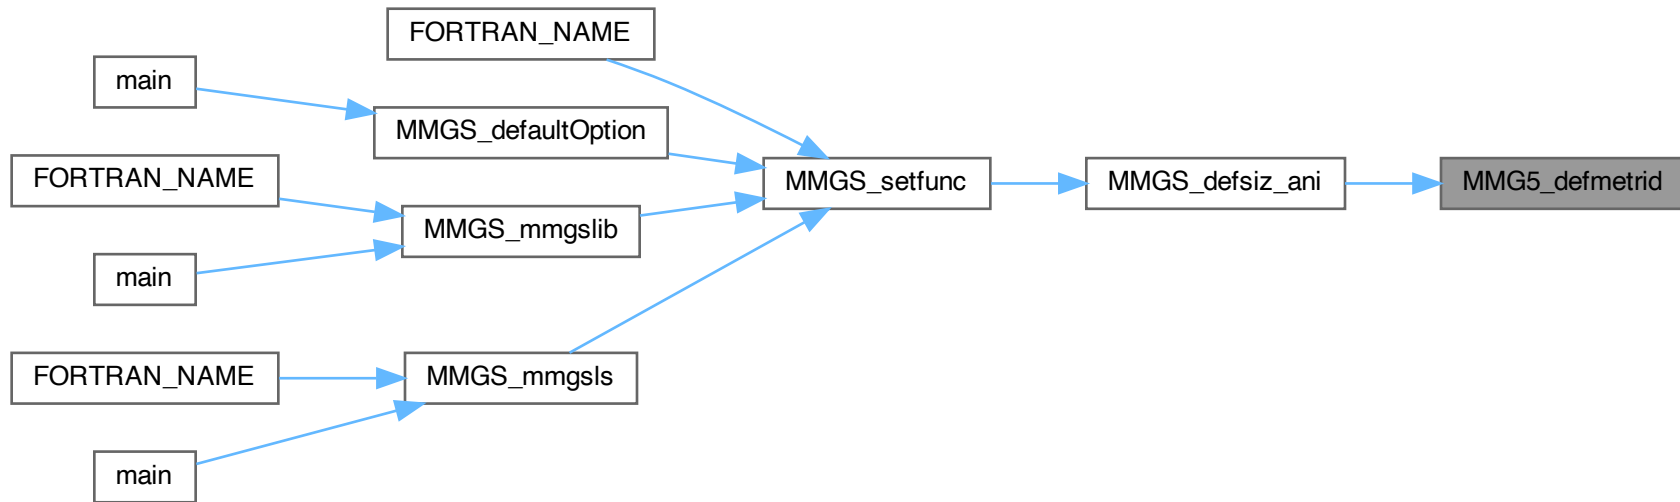 FORTRAN_NAME
main
MMGS_defaultOption
FORTRAN_NAME
MMGS_setfunc
MMGS_defsiz_ani
MMG5_defmetrid
MMGS_mmgslib
main
FORTRAN_NAME
MMGS_mmgsls
main